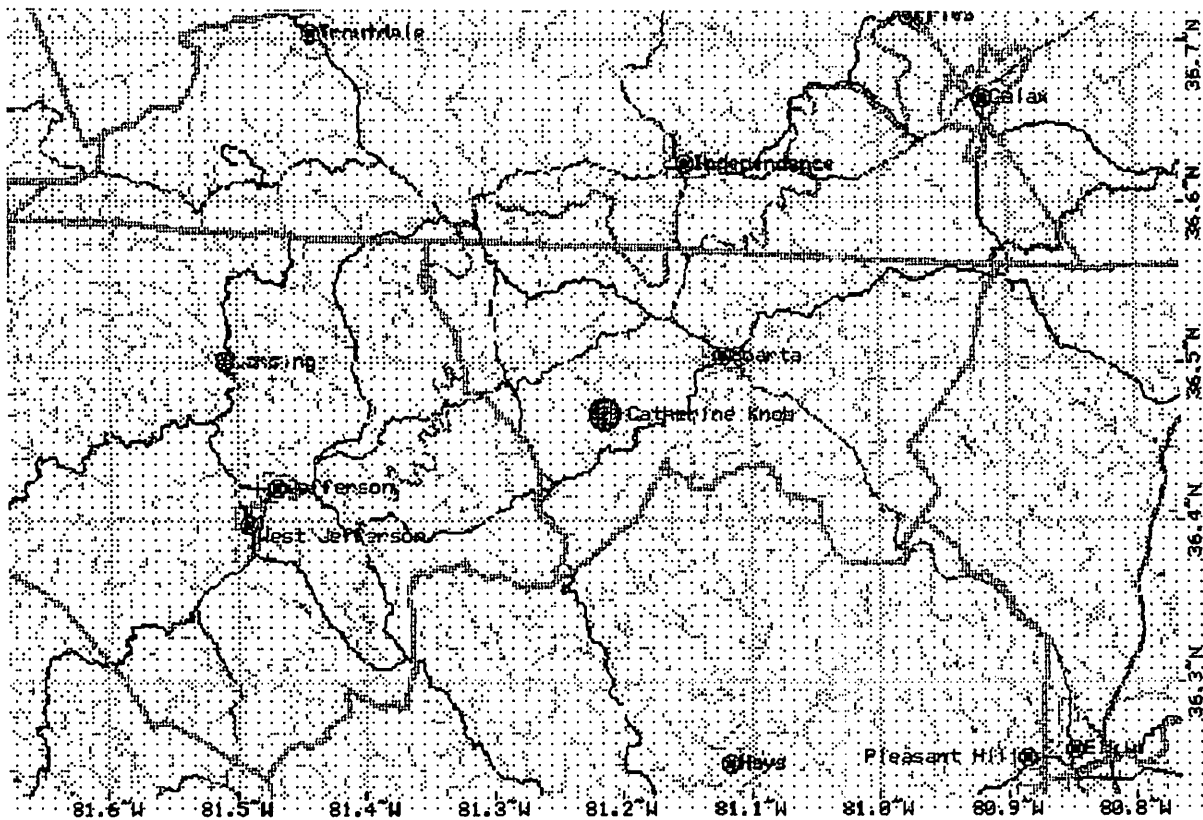 Troutdale
Galax
Independence
Lansing
Sparta
Catherine Knob
Jefferson
West Jefferson
Hays
Pleasant Hill
36.7°N
36.6°N
36.5°N
36.4°N
36.3°N
81.6°W 81.5°W 81.4°W 81.3°W 81.2°W 81.1°W 81.0°W 80.9°W 80.8°W